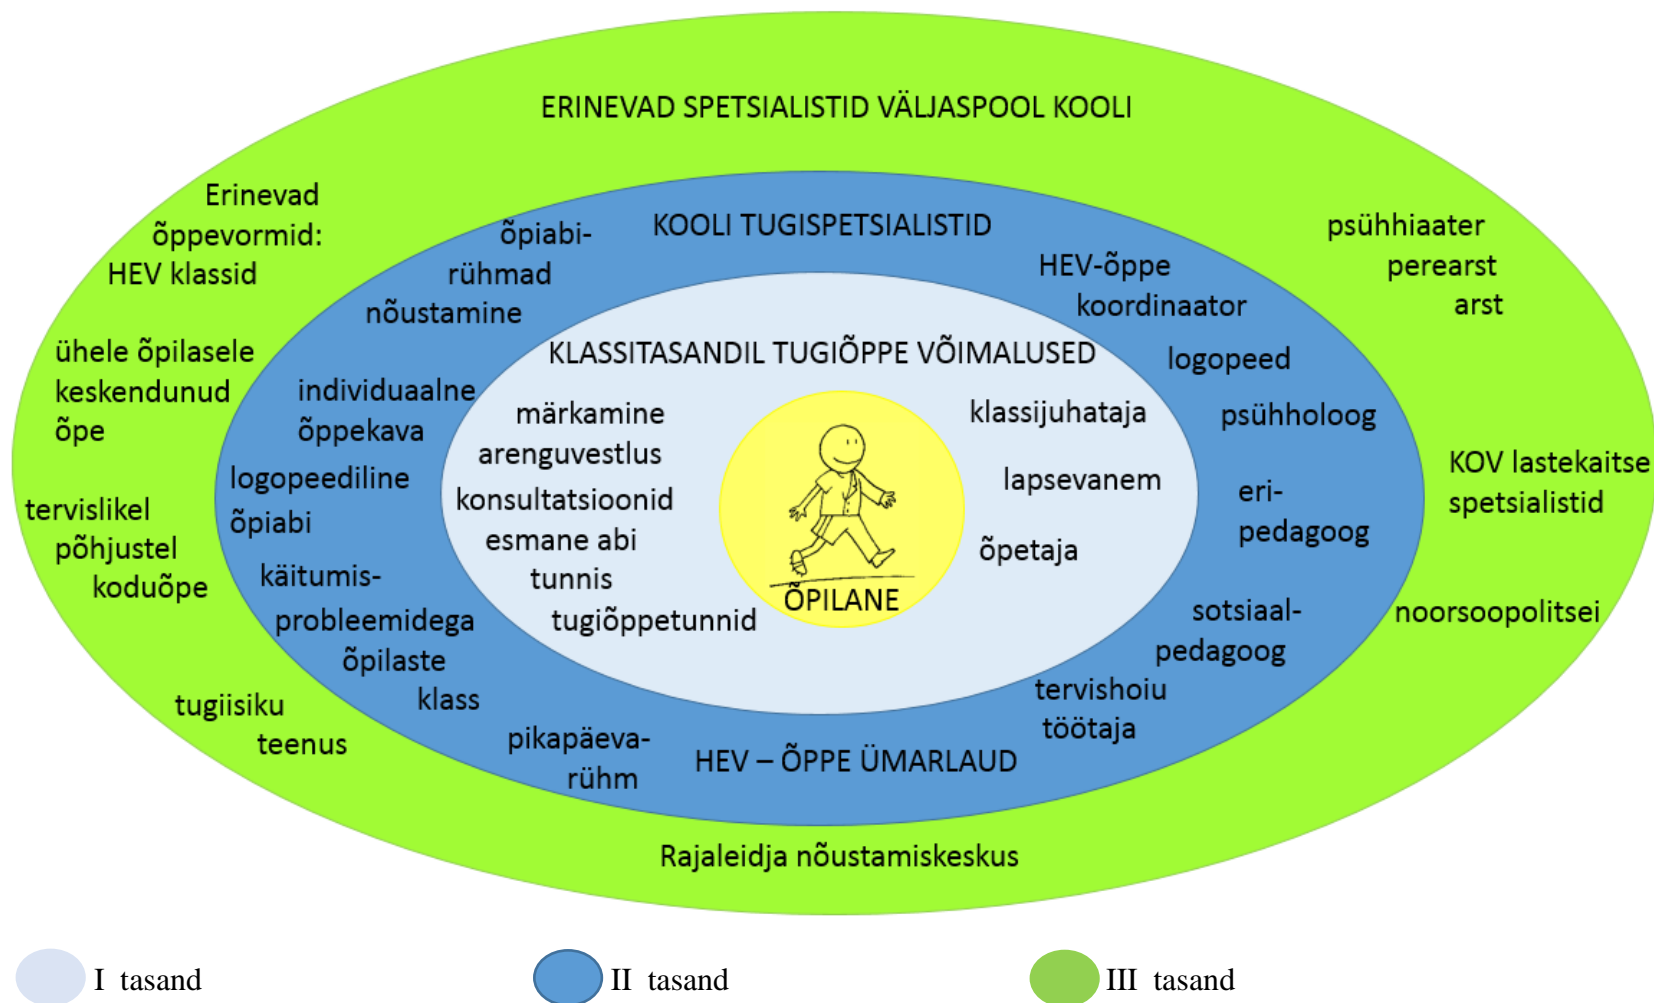 ERINEVAD SPETSIALISTID VÄLJASPOOL KOOLI
Erinevad
õppevormid:
HEV klassid
ühele õpilasele
keskendunud
õpe
tervislikel
põhjustel
koduõpe
tugiisiku
teenus
psühhiaater
perearst
arst
KOV lastekaitse
spetsialistid
noorsoopolitsei
Rajaleidja nõustamiskeskus
KOOLI TUGISPETSIALISTID
õpiabi-
rühmad
nõustamine
individuaalne
õppekava
logopeediline
õpiabi
käitumis-
probleemidega
õpilaste
klass
pikapäeva-
rühm
HEV-õppe
koordinaator
logopeed
psühholoog
eri-
pedagoog
sotsiaal-
pedagoog
tervishoiu
töötaja
HEV – ÕPPE ÜMARLAUD
KLASSITASANDIL TUGIÕPPE VÕIMALUSED
märkamine
arenguvestlus
konsultatsioonid
esmane abi
tunnis
tugiõppetunnid
klassijuhataja
lapsevanem
õpetaja
ÕPILANE
I tasand
II tasand
III tasand